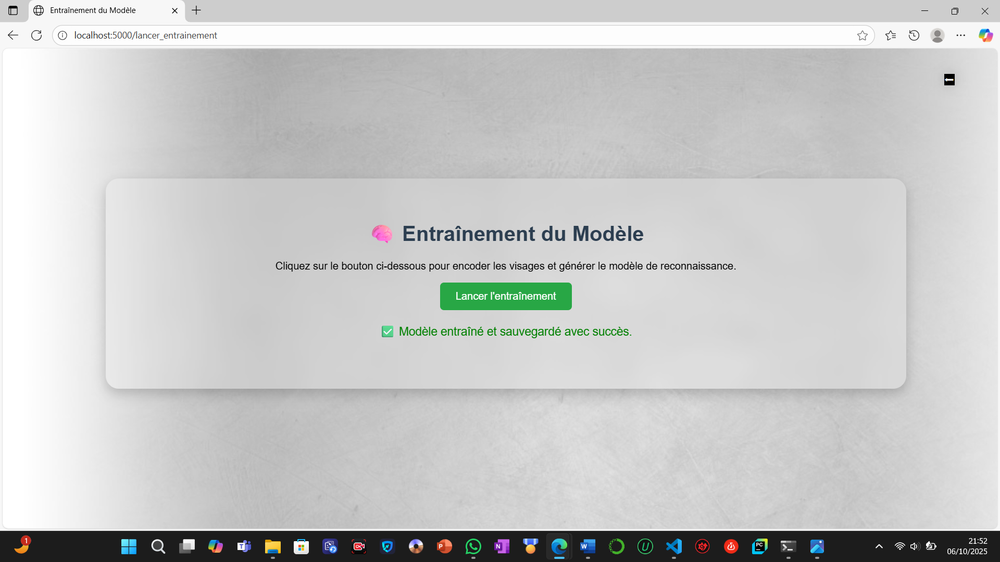 Entraînement du Modèle
localhost:5000/lancer_entrainement
Entraînement du Modèle
Cliquez sur le bouton ci-dessous pour encoder les visages et générer le modèle de reconnaissance.
Lancer l'entraînement
Modèle entraîné et sauvegardé avec succès.
1
T
P
N
W
U
PC
21:52
06/10/2025